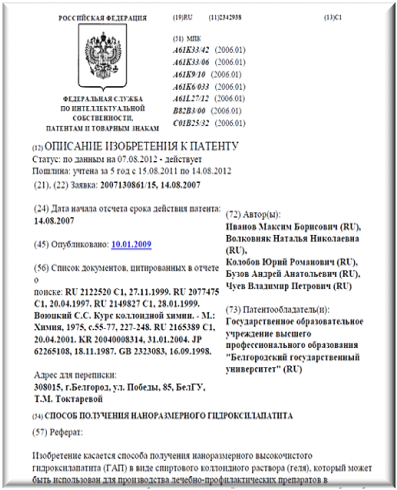 РОССИЙСКАЯ ФЕДЕРАЦИЯ
(19)RU (11)2342938 (13)C1
(51) МПК
A61K33/42 (2006.01)
A61K33/06 (2006.01)
A61K9/10 (2006.01)
A61K6/033 (2006.01)
A61L27/12 (2006.01)
B82B3/00 (2006.01)
C01B25/32 (2006.01)
ФЕДЕРАЛЬНАЯ СЛУЖБА
ПО ИНТЕЛЛЕКТУАЛЬНОЙ
СОБСТВЕННОСТИ,
ПАТЕНТАМ И ТОВАРНЫМ ЗНАКАМ
(12) ОПИСАНИЕ ИЗОБРЕТЕНИЯ К ПАТЕНТУ
Статус: по данным на 07.08.2012 - действует
Пошлина: учтена за 5 год с 15.08.2011 по 14.08.2012
(21), (22) Заявка: 2007130861/15, 14.08.2007
(24) Дата начала отсчета срока действия патента:
14.08.2007
(45) Опубликовано: 10.01.2009
(56) Список документов, цитированных в отчете
о
поиске: RU 2122520 C1, 27.11.1999. RU 2077475
C1, 20.04.1997. RU 2149827 C1, 28.01.1999.
Воюцкий С.С. Курс коллоидной химии. - М.:
Химия, 1975, с.55-77, 227-248. RU 2165389 C1,
20.04.2001. KR 20040008314, 31.01.2004. JP
62265108, 18.11.1987. GB 2323083, 16.09.1998.
Адрес для переписки:
308015, г.Белгород, ул. Победы, 85, БелГУ,
Т.М. Токтаревой
(72) Автор(ы):
Иванов Максим Борисович (RU),
Волковняк Наталья Николаевна
(RU),
Колобов Юрий Романович (RU),
Бузов Андрей Анатольевич (RU),
Чуев Владимир Петрович (RU)
(73) Патентообладатель(и):
Государственное образовательное
учреждение высшего
профессионального образования
"Белгородский государственный
университет" (RU)
(54) СПОСОБ ПОЛУЧЕНИЯ НАНОРАЗМЕРНОГО ГИДРОКСИЛАПАТИТА
(57) Реферат:
Изобретение касается способа получения наноразмерного высокочистого
гидроксилапатита (ГАП) в виде спиртового коллоидного раствора (геля), который может
быть использован для производства лечебно-профилактических препаратов в